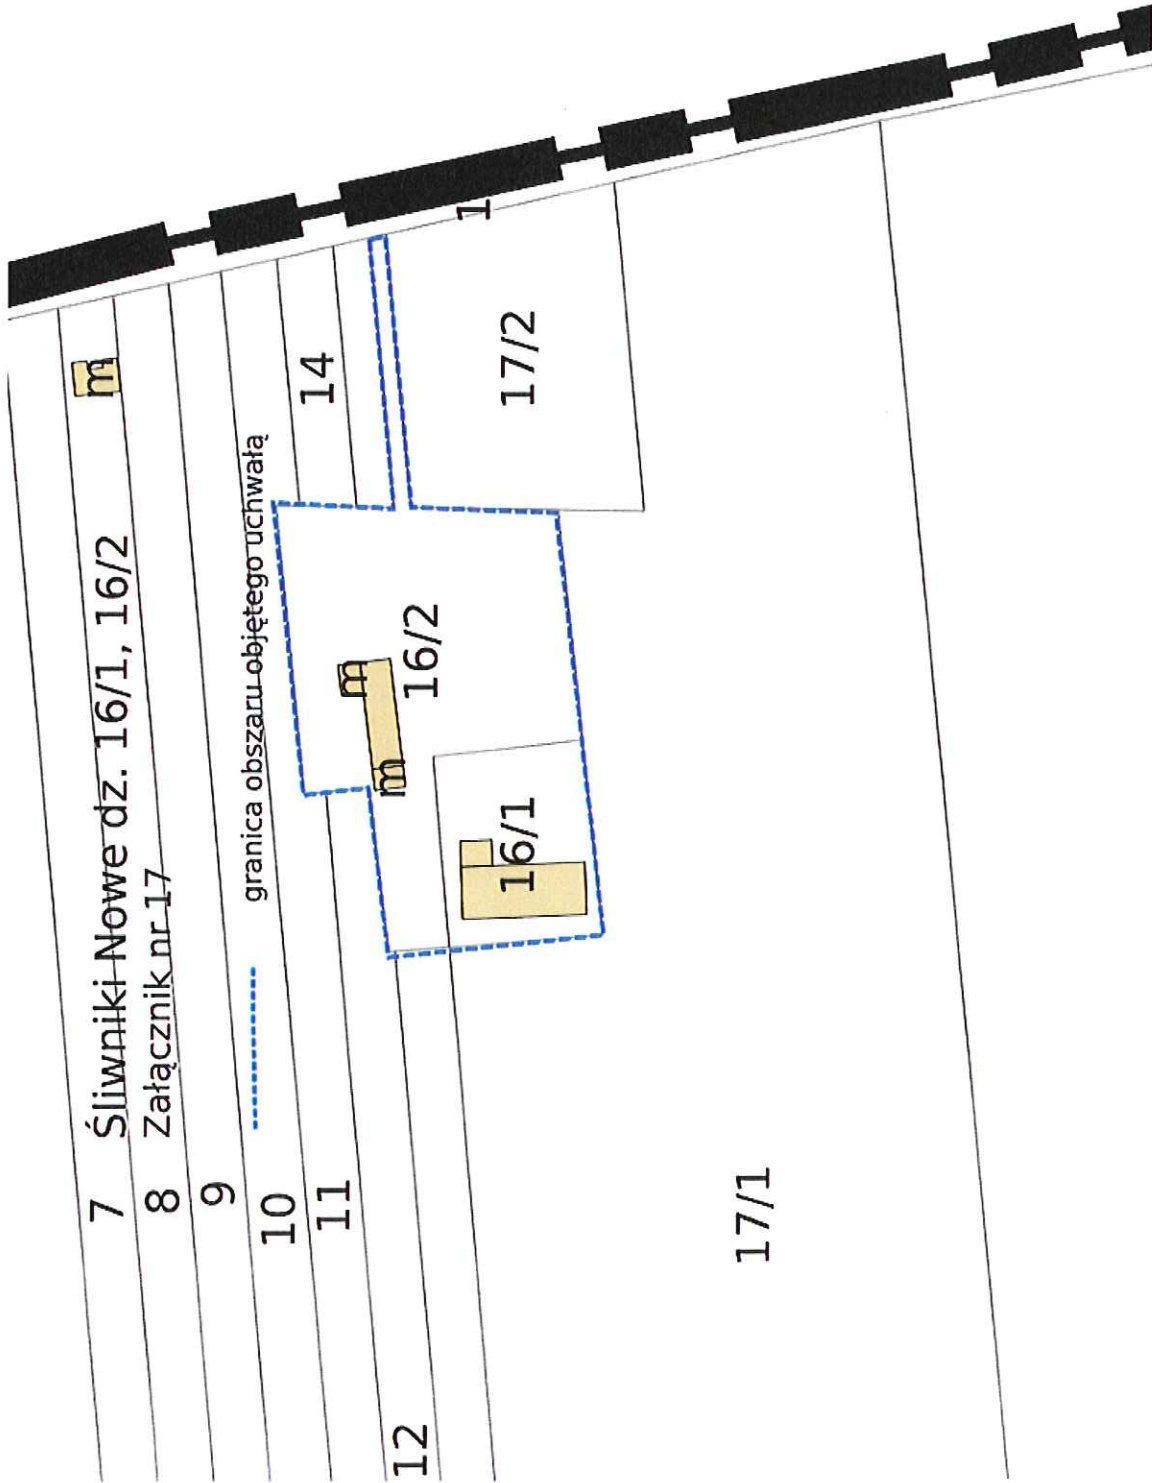 Śliwniki Nowe dz. 16/1, 16/2
Załącznik nr 17
granica obszaru objętego uchwałą
7
8
9
10
11
12
14
1
m
m
m
16/2
16/1
17/2
17/1